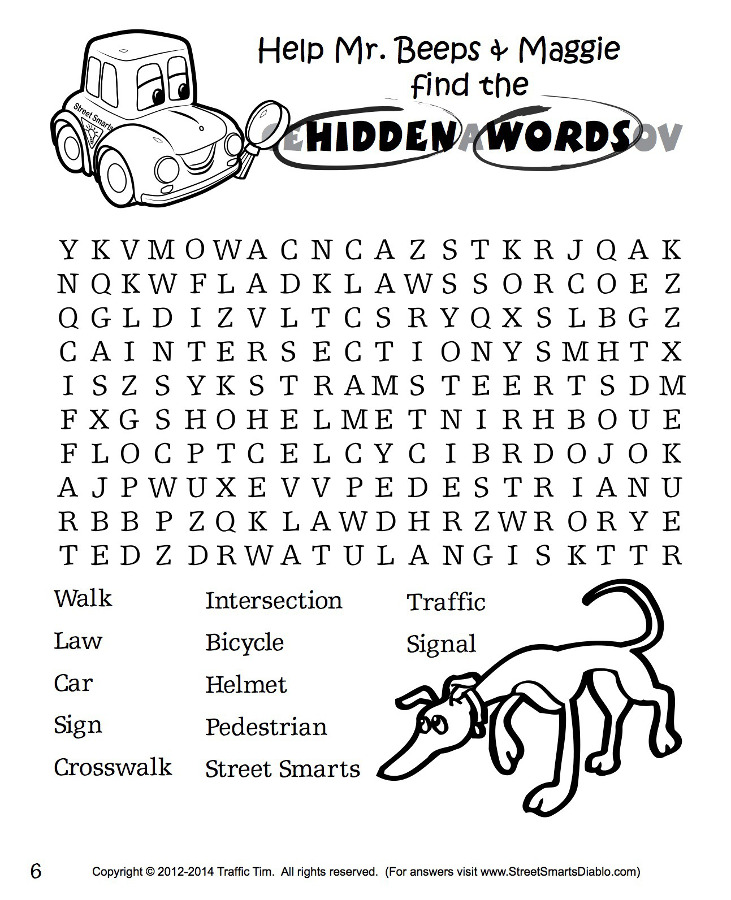 Help Mr. Beeps & Maggie
find the
HIDDEN WORDS OV
Street Smarts
Y K V M O W A C N C A Z S T K R J Q A K
N Q K W F L A D K L A W S S O R C O E Z
Q G L D I Z V L T C S R Y Q X S L B G Z
C A I N T E R S E C T I O N Y S M H T X
I S Z S Y K S T R A M S T E E R T S D M
F X G S H O H E L M E T N I R H B O U E
F L O C P T C E L C Y C I B R D O J O K
A J P W U X E V V P E D E S T R I A N U
R B B P Z Q K L A W D H R Z W R O R Y E
T E D Z D R W A T U L A N G I S K T T R
Walk Intersection Traffic
Law Bicycle Signal
Car Helmet
Sign Pedestrian
Crosswalk Street Smarts
6 Copyright © 2012-2014 Traffic Tim. All rights reserved. (For answers visit www.StreetSmartsDiablo.com)